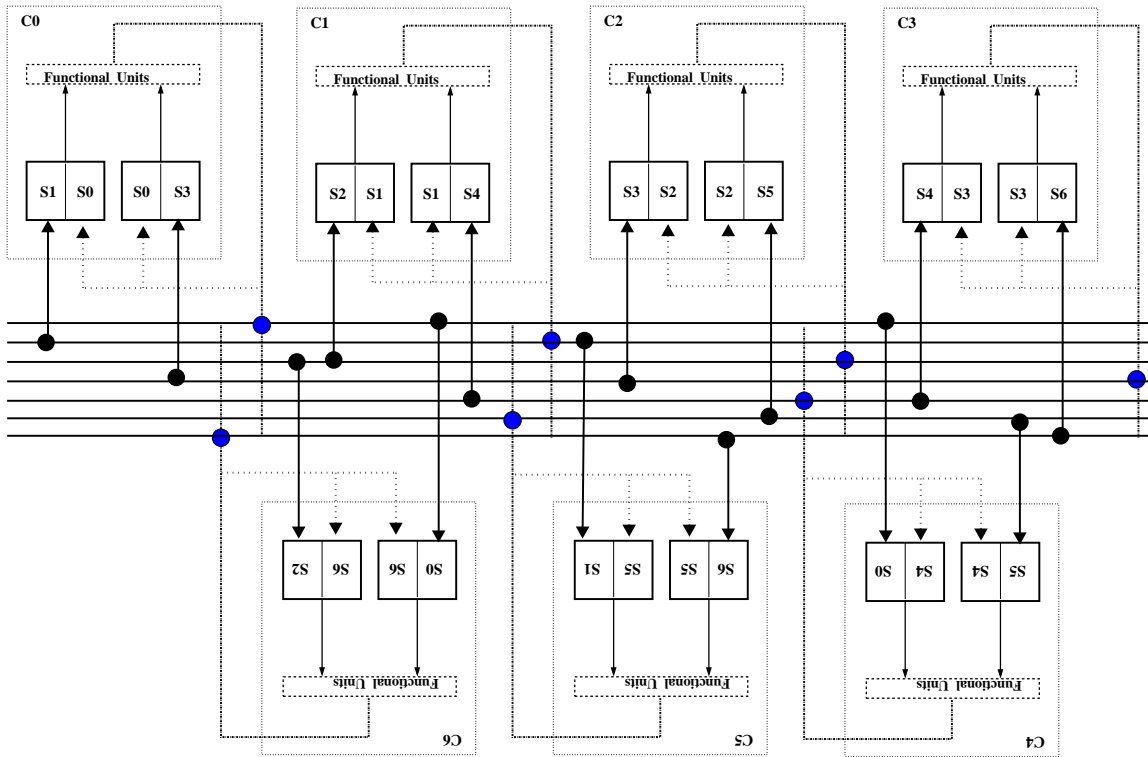 C0 C1 C2 C3
Functional Units Functional Units Functional Units Functional Units
S1 S0 S0 S3 S2 S1 S1 S4 S3 S2 S2 S5 S4 S3 S3 S6
S2 S6 S6 S0 S1 S5 S5 S6 S0 S4 S4 S5
Functional Units Functional Units Functional Units
C6 C5 C4